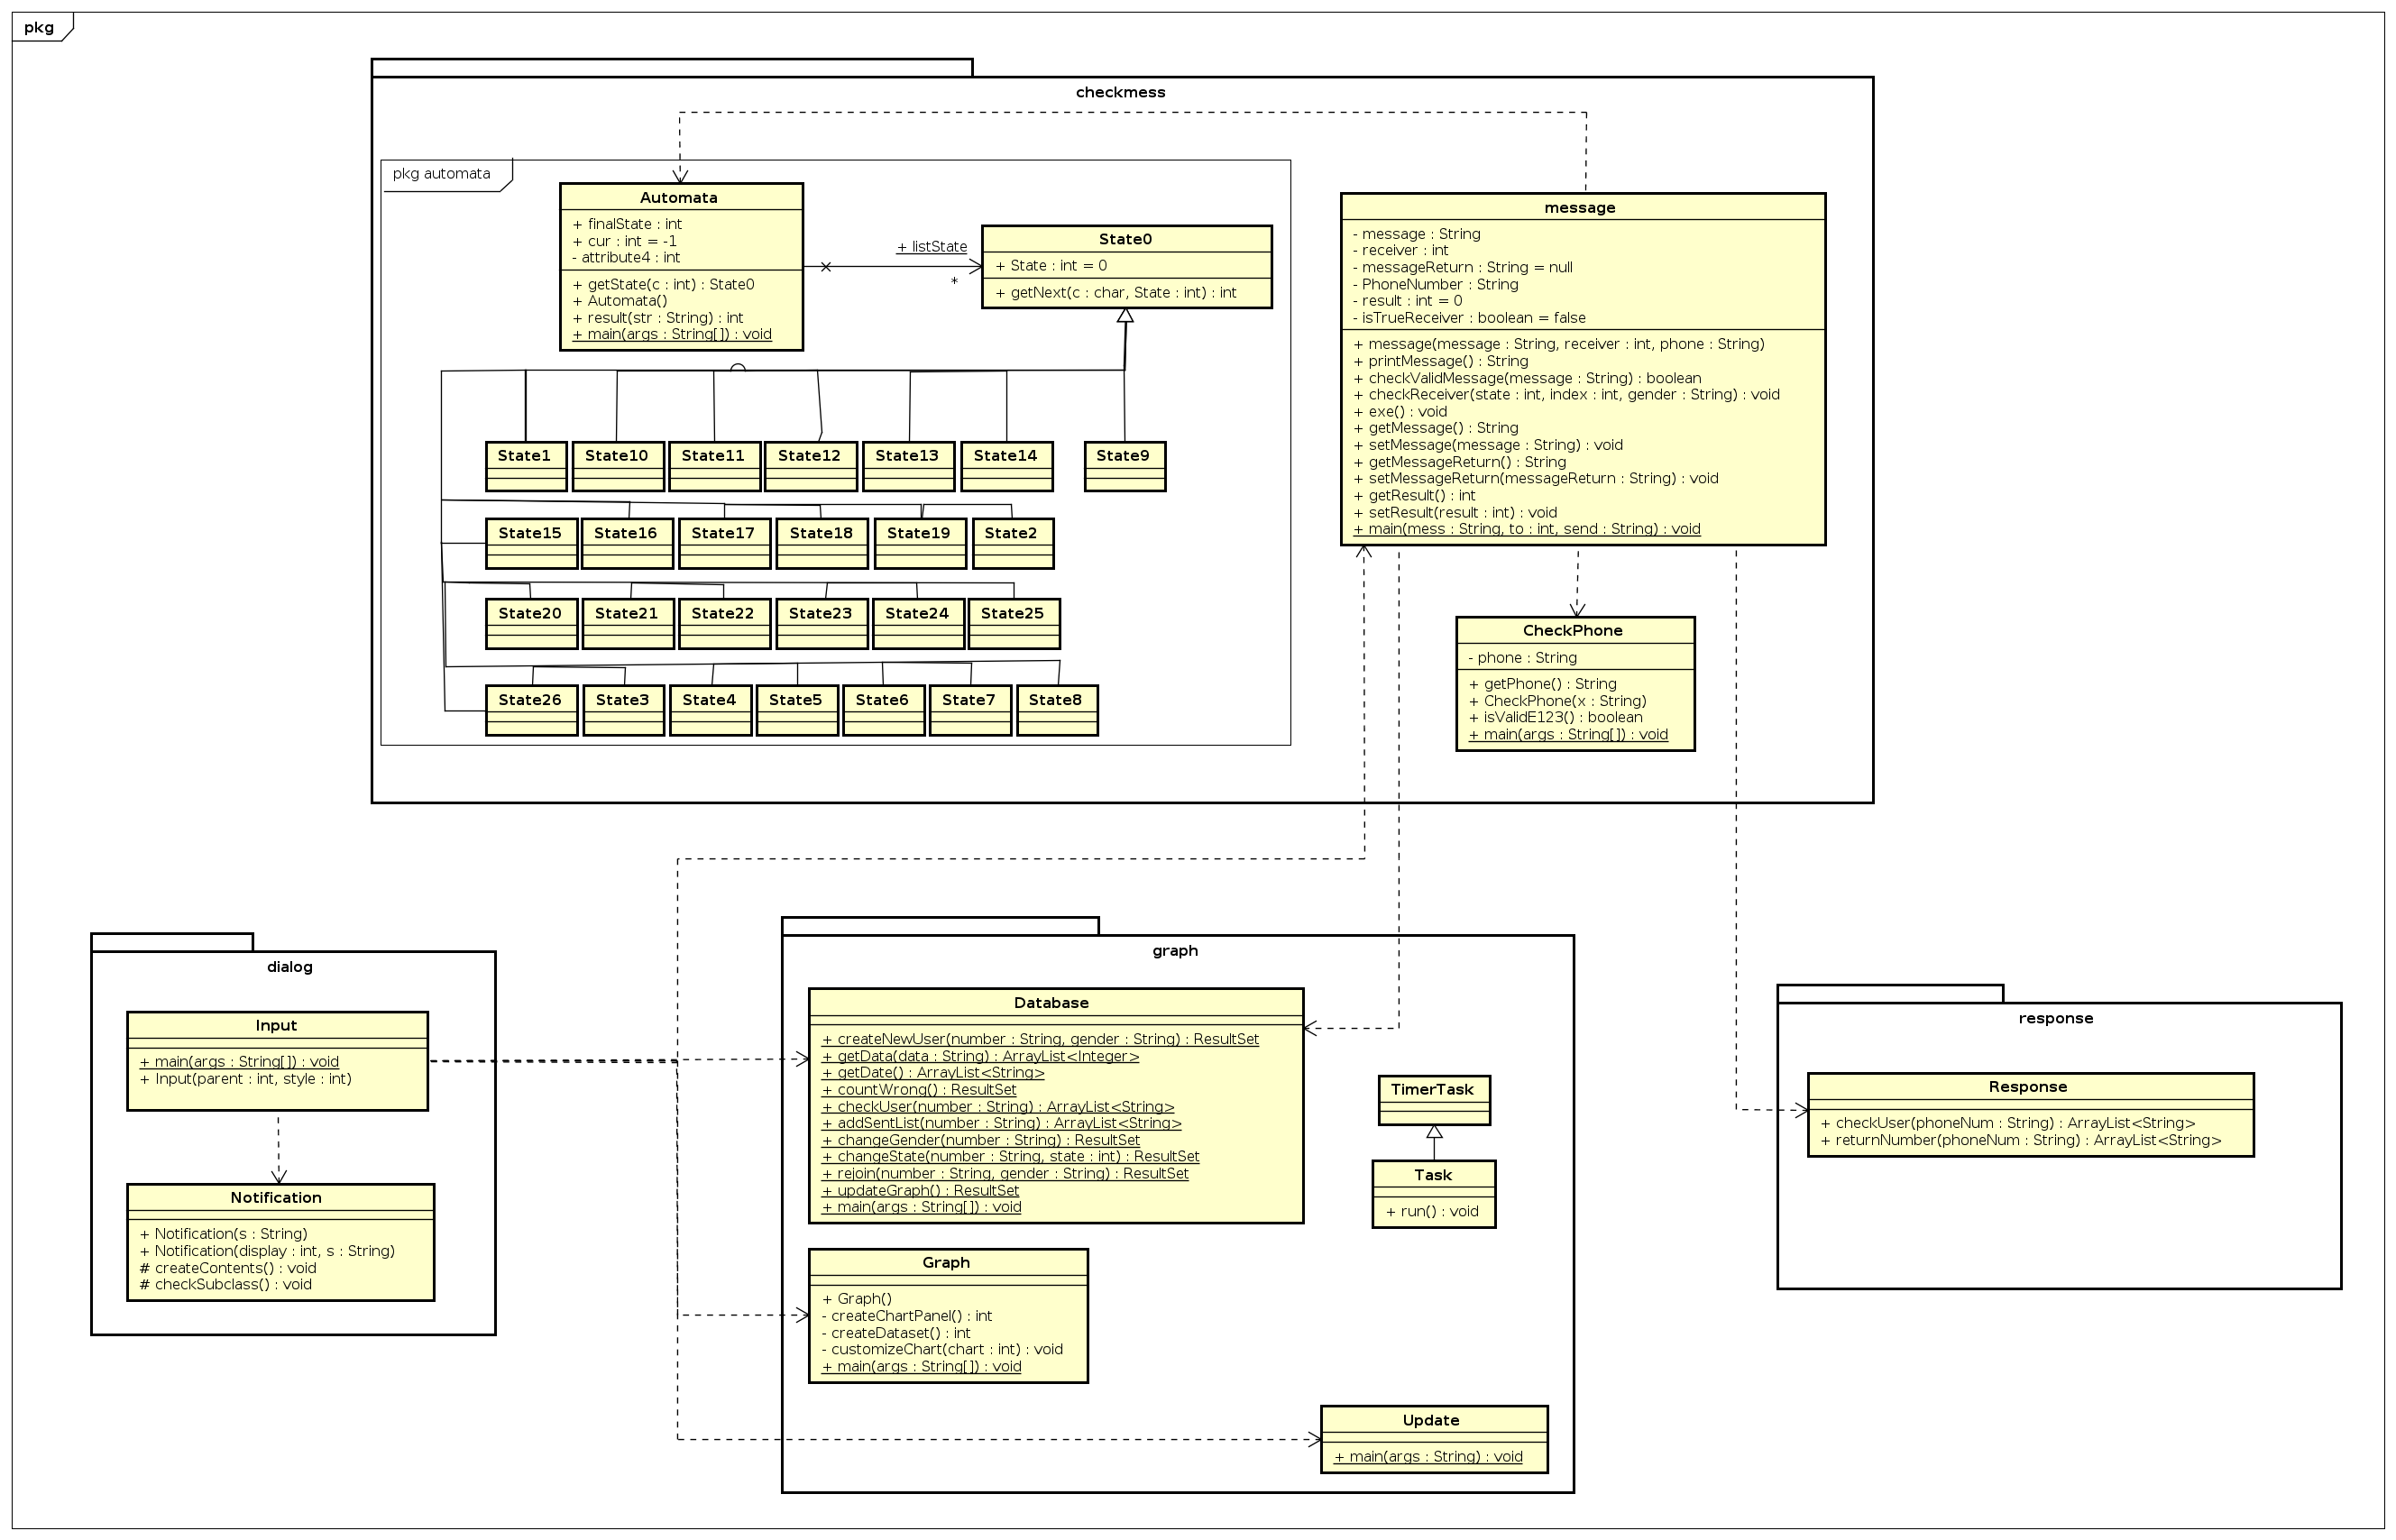 pkg
checkmess
pkg automata
Automata
+ finalState : int
+ cur : int = -1
- attribute4 : int
+ getState(c : int) : State0
+ Automata()
+ result(str : String) : int
+ main(args : String[]) : void
+ listState
*
State0
+ State : int = 0
+ getNext(c : char, State : int) : int
message
- message : String
- receiver : int
- messageReturn : String = null
- PhoneNumber : String
- result : int = 0
- isTrueReceiver : boolean = false
+ message(message : String, receiver : int, phone : String)
+ printMessage() : String
+ checkValidMessage(message : String) : boolean
+ checkReceiver(state : int, index : int, gender : String) : void
+ exe() : void
+ getMessage() : String
+ setMessage(message : String) : void
+ getMessageReturn() : String
+ setMessageReturn(messageReturn : String) : void
+ getResult() : int
+ setResult(result : int) : void
+ main(mess : String, to : int, send : String) : void
State1 State10 State11 State12 State13 State14 State9
State15 State16 State17 State18 State19 State2
State20 State21 State22 State23 State24 State25
State26 State3 State4 State5 State6 State7 State8
CheckPhone
- phone : String
+ getPhone() : String
+ CheckPhone(x : String)
+ isValidE123() : boolean
+ main(args : String[]) : void
dialog
Input
+ main(args : String[]) : void
+ Input(parent : int, style : int)
Notification
+ Notification(s : String)
+ Notification(display : int, s : String)
# createContents() : void
# checkSubclass() : void
graph
Database
+ createNewUser(number : String, gender : String) : ResultSet
+ getData(data : String) : ArrayList<Integer>
+ getDate() : ArrayList<String>
+ countWrong() : ResultSet
+ checkUser(number : String) : ArrayList<String>
+ addSentList(number : String) : ArrayList<String>
+ changeGender(number : String) : ResultSet
+ changeState(number : String, state : int) : ResultSet
+ rejoin(number : String, gender : String) : ResultSet
+ updateGraph() : ResultSet
+ main(args : String[]) : void
TimerTask
Task
+ run() : void
Graph
+ Graph()
- createChartPanel() : int
- createDataset() : int
- customizeChart(chart : int) : void
+ main(args : String[]) : void
Update
+ main(args : String) : void
response
Response
+ checkUser(phoneNum : String) : ArrayList<String>
+ returnNumber(phoneNum : String) : ArrayList<String>